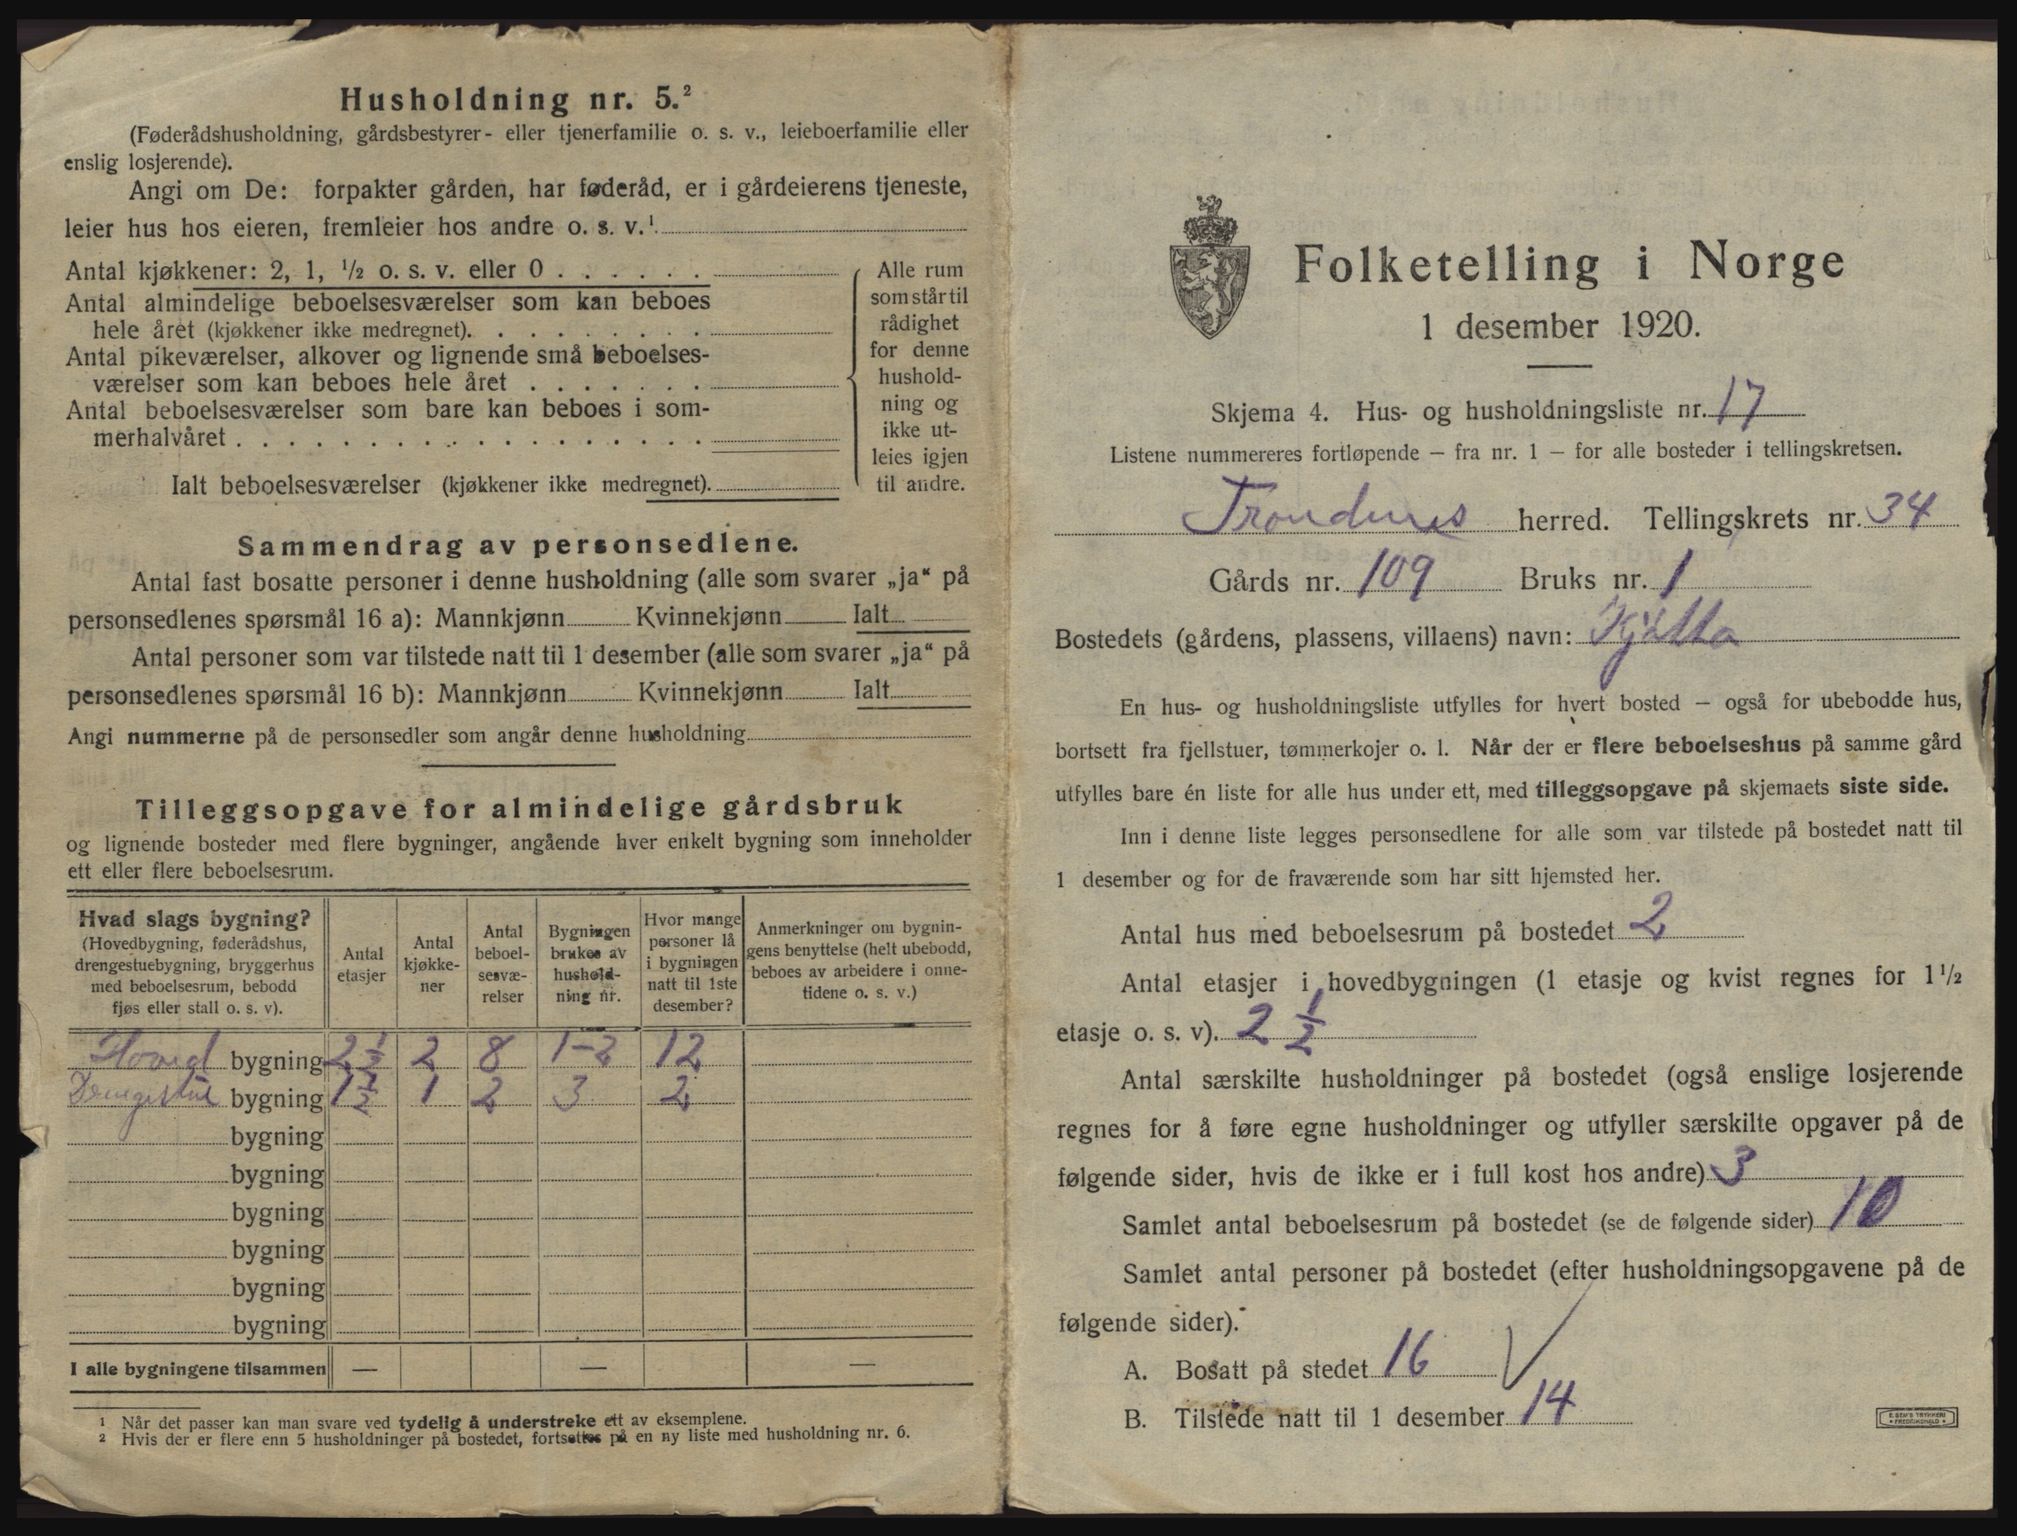 Husholdning nr. 5.²
(Føderådshusholdning, gårdsbestyrer- eller tjenerfamilie o. s. v., leieboerfamilie eller
enslig losjerende).
Angi om De: forpakter gården, har føderåd, er i gårdeierens tjeneste,
leier hus hos eieren, fremleier hos andre o. s. v.¹
Antal kjøkkener: 2, 1, ½ o. s. v. eller 0 . . . . . .
Antal almindelige beboelsesværelser som kan beboes
hele året (kjøkkener ikke medregnet). . . . . . . . .
Antal pikeværelser, alkover og lignende små beboelses-
værelser som kan beboes hele året . . . . . . .
Antal beboelsesværelser som bare kan beboes i som-
merhalvåret . . . . . . . . . . . . . . . . . .
Ialt beboelsesværelser (kjøkkener ikke medregnet).
Alle rum
som står til
rådighet
for denne
hushold-
ning og
ikke ut-
leies igjen
til andre.
Sammendrag av personsedlene.
Antal fast bosatte personer i denne husholdning (alle som svarer „ja“ på
personsedlenes spørsmål 16 a): Mannkjønn Kvinnekjønn Ialt
Antal personer som var tilstede natt til 1 desember (alle som svarer „ja“ på
personsedlenes spørsmål 16 b): Mannkjønn Kvinnekjønn Ialt
Angi nummerne på de personsedler som angår denne husholdning
Tilleggsopgave for almindelige gårdsbruk
og lignende bosteder med flere bygninger, angående hver enkelt bygning som inneholder
ett eller flere beboelsesrum.
Hvad slags bygning?
(Hovedbygning, føderådshus,
drengestuebygning, bryggerhus
med beboelsesrum, bebodd
fjøs eller stall o. s. v).
Antal
etasjer
Antal
kjøkke-
ner
Antal
beboel-
sesvæ-
relser
Bygningen
brukes av
hushold-
ning nr.
Hvor mange
personer lå
i bygningen
natt til 1ste
desember?
Anmerkninger om bygnin-
gens benyttelse (helt ubebodd,
beboes av arbeidere i onne-
tidene o. s. v.)
Hoved bygning 2 ½ 2 8 1-2 12
Drengestue bygning 1 ½ 1 2 3 2
bygning
bygning
bygning
bygning
bygning
bygning
I alle bygningene tilsammen — — —
¹ Når det passer kan man svare ved tydelig å understreke ett av eksemplene.
² Hvis der er flere enn 5 husholdninger på bostedet, fortsettes på en ny liste med husholdning nr. 6.
Folketelling i Norge
1 desember 1920.
Skjema 4. Hus- og husholdningsliste nr. 17
Listene nummereres fortløpende — fra nr. 1 — for alle bosteder i tellingskretsen.
Trondenes herred. Tellingskrets nr. 34
Gårds nr. 109 Bruks nr. 1
Bostedets (gårdens, plassens, villaens) navn: Kjøtta
En hus- og husholdningsliste utfylles for hvert bosted — også for ubebodde hus,
bortsett fra fjellstuer, tømmerkojer o. l. Når der er flere beboelseshus på samme gård
utfylles bare én liste for alle hus under ett, med tilleggsopgave på skjemaets siste side.
Inn i denne liste legges personsedlene for alle som var tilstede på bostedet natt til
1 desember og for de fraværende som har sitt hjemsted her.
Antal hus med beboelsesrum på bostedet 2
Antal etasjer i hovedbygningen (1 etasje og kvist regnes for 1 ½
etasje o. s. v). 2 ½
Antal særskilte husholdninger på bostedet (også enslige losjerende
regnes for å føre egne husholdninger og utfyller særskilte opgaver på de
følgende sider, hvis de ikke er i full kost hos andre) 3
Samlet antal beboelsesrum på bostedet (se de følgende sider) 10
Samlet antal personer på bostedet (efter husholdningsopgavene på de
følgende sider).
A. Bosatt på stedet 16
B. Tilstede natt til 1 desember 14
E. SEM'S TRYKKERI
FREDRIKSHALD